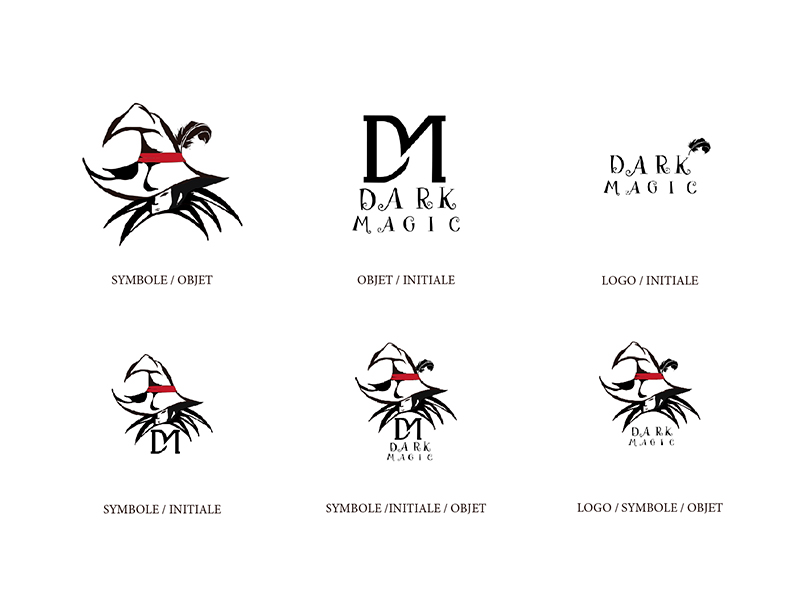 DM
DARK
MAGIC
DARK
MAGIC
SYMBOLE / OBJET
OBJET / INITIALE
LOGO / INITIALE
DM
DM
DARK
MAGIC
DARK
MAGIC
SYMBOLE / INITIALE
SYMBOLE /INITIALE / OBJET
LOGO / SYMBOLE / OBJET